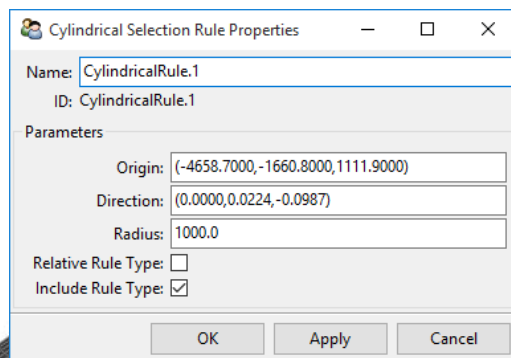 Cylindrical Selection Rule Properties
Name: CylindricalRule.1
ID: CylindricalRule.1
Parameters
Origin: (-4658.7000,-1660.8000,1111.9000)
Direction: (0.0000,0.0224,-0.0987)
Radius: 1000.0
Relative Rule Type:
Include Rule Type:
OK Apply Cancel